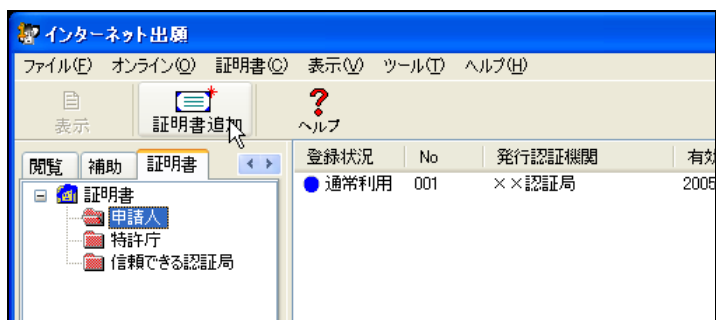 インターネット出願
ファイル(F) オンライン(O) 証明書(C) 表示(V) ツール(T) ヘルプ(H)
表示 証明書追加 ヘルプ
閲覧 補助 証明書
登録状況 No 発行認証機関 有効
通常利用 001 ××認証局 2005
証明書
申請人
特許庁
信頼できる認証局